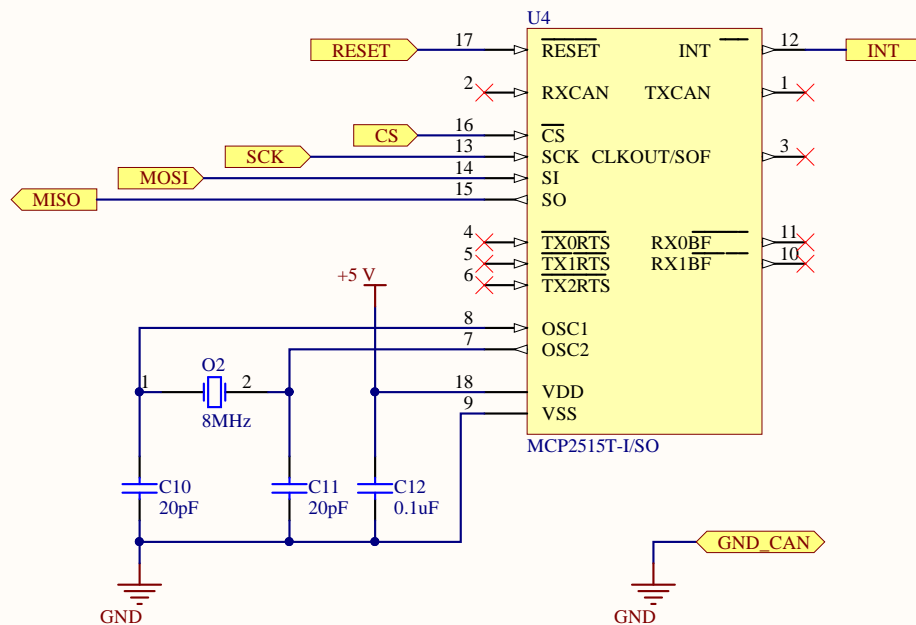 U4
RESET 17 RESET INT 12 INT
2 RXCAN TXCAN 1
CS 16 CS
SCK 13 SCK CLKOUT/SOF 3
MOSI 14 SI
MISO 15 SO
4 TX0RTS RX0BF 11
5 TX1RTS RX1BF 10
6 TX2RTS
+5 V
8 OSC1
7 OSC2
O2
1 2 18 VDD
8MHz 9 VSS
MCP2515T-I/SO
C10 C11 C12
20pF 20pF 0.1uF
GND_CAN
GND GND